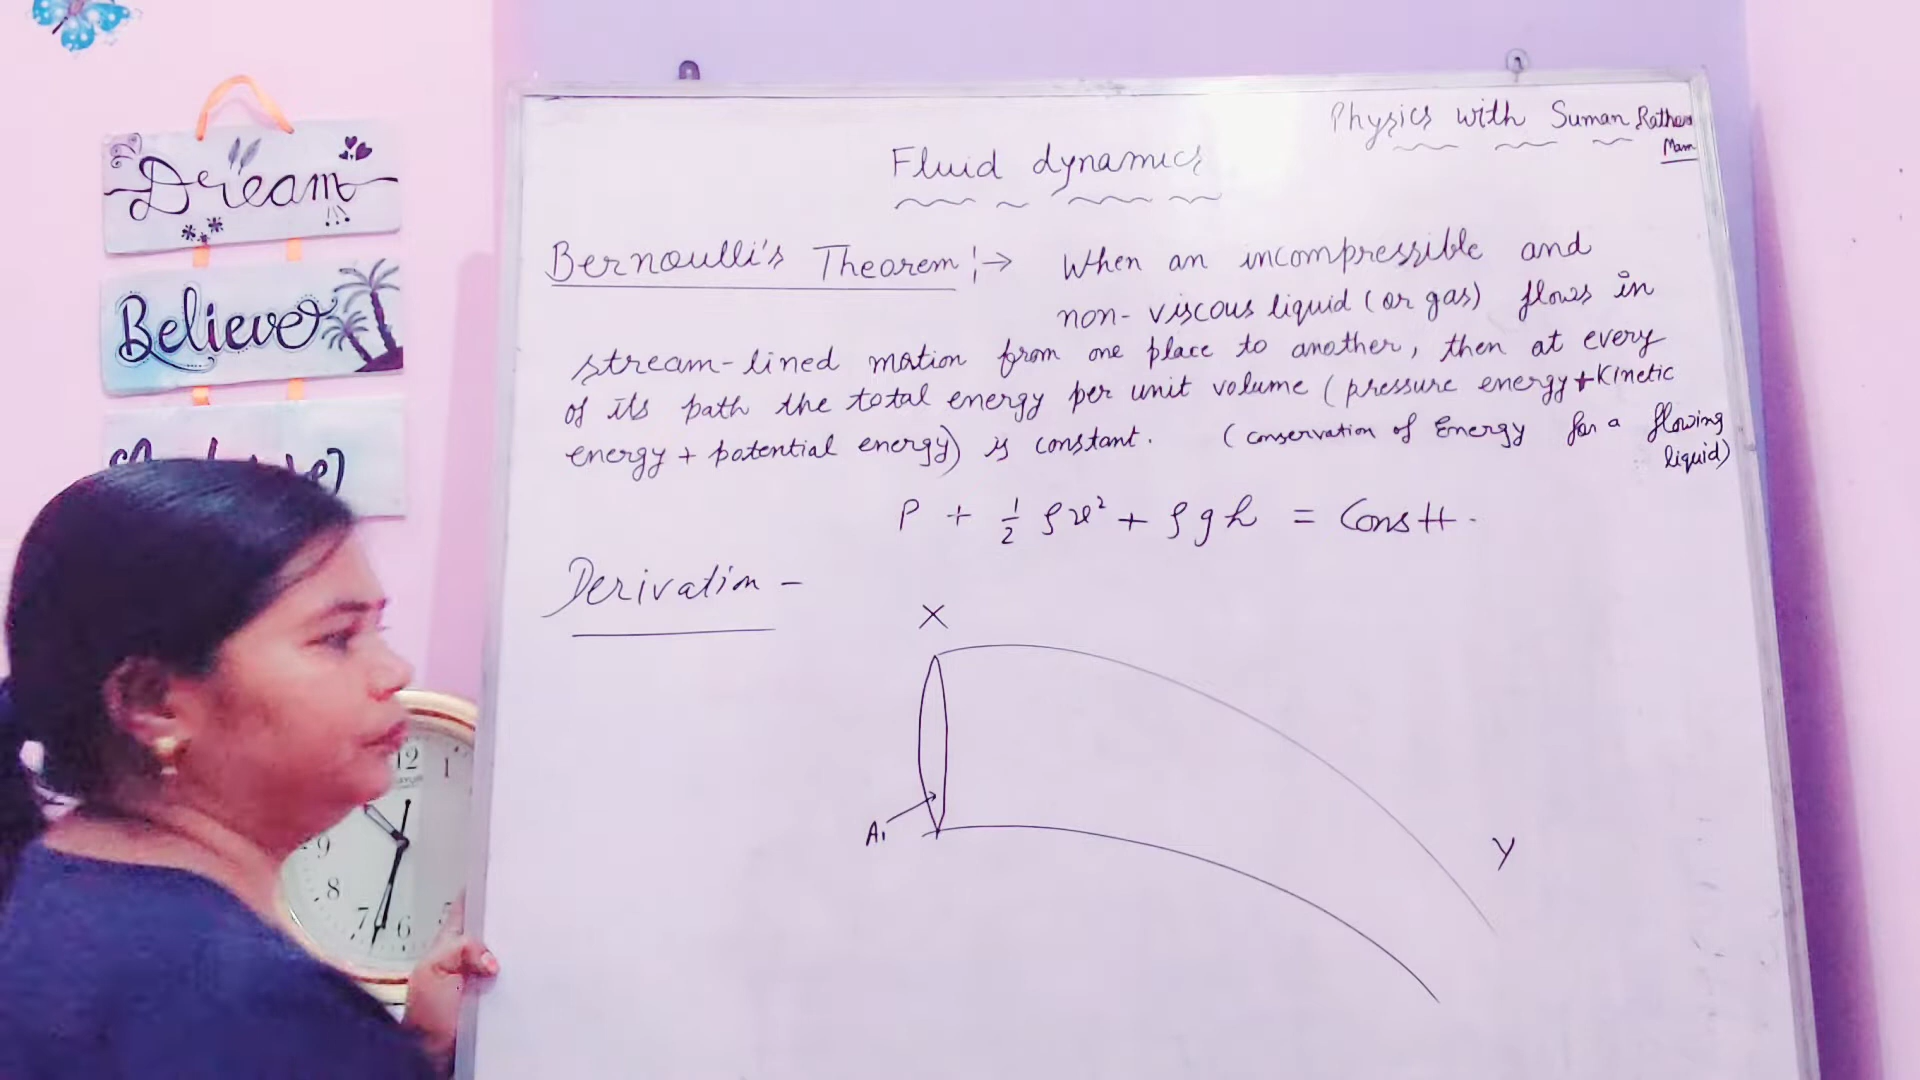 Dream
Believe
Physics with Suman Rathore
Mam
Fluid dynamics
Bernoulli's Theorem :→ When an incompressible and
non-viscous liquid (or gas) flows in
stream-lined motion from one place to another, then at every
of its path the total energy per unit volume (pressure energy + Kinetic
energy + potential energy) is constant. (conservation of Energy for a flowing
liquid)
P + 1/2 ρv² + ρgh = Constt.
Derivation -
X
A₁
Y
12
1
9
8
7
6
5